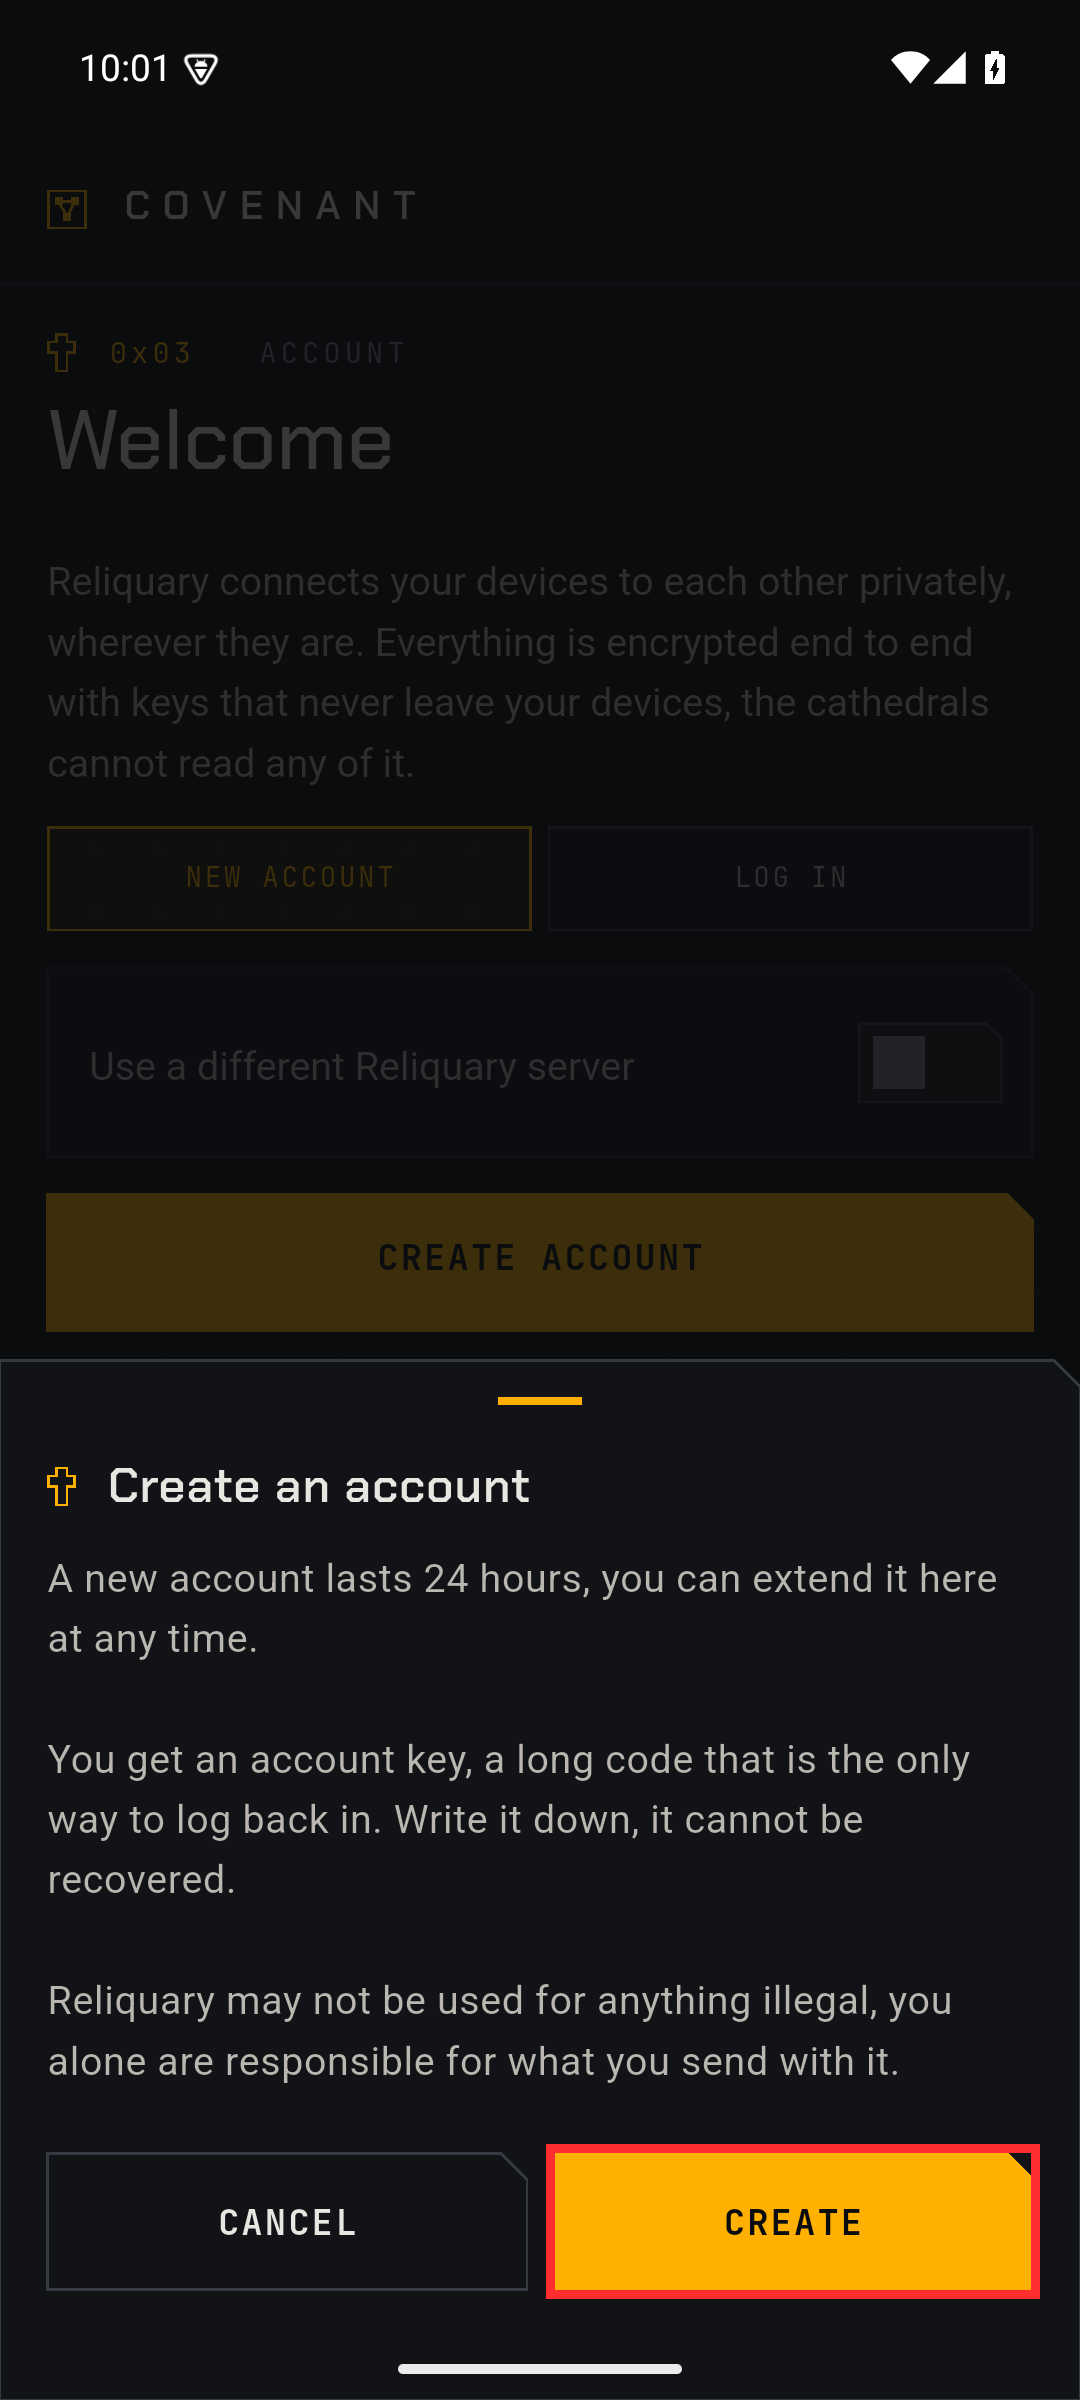 10:01
COVENANT
0x03 ACCOUNT
Welcome
Reliquary connects your devices to each other privately,
wherever they are. Everything is encrypted end to end
with keys that never leave your devices, the cathedrals
cannot read any of it.
NEW ACCOUNT
LOG IN
Use a different Reliquary server
CREATE ACCOUNT
Create an account
A new account lasts 24 hours, you can extend it here
at any time.
You get an account key, a long code that is the only
way to log back in. Write it down, it cannot be
recovered.
Reliquary may not be used for anything illegal, you
alone are responsible for what you send with it.
CANCEL
CREATE